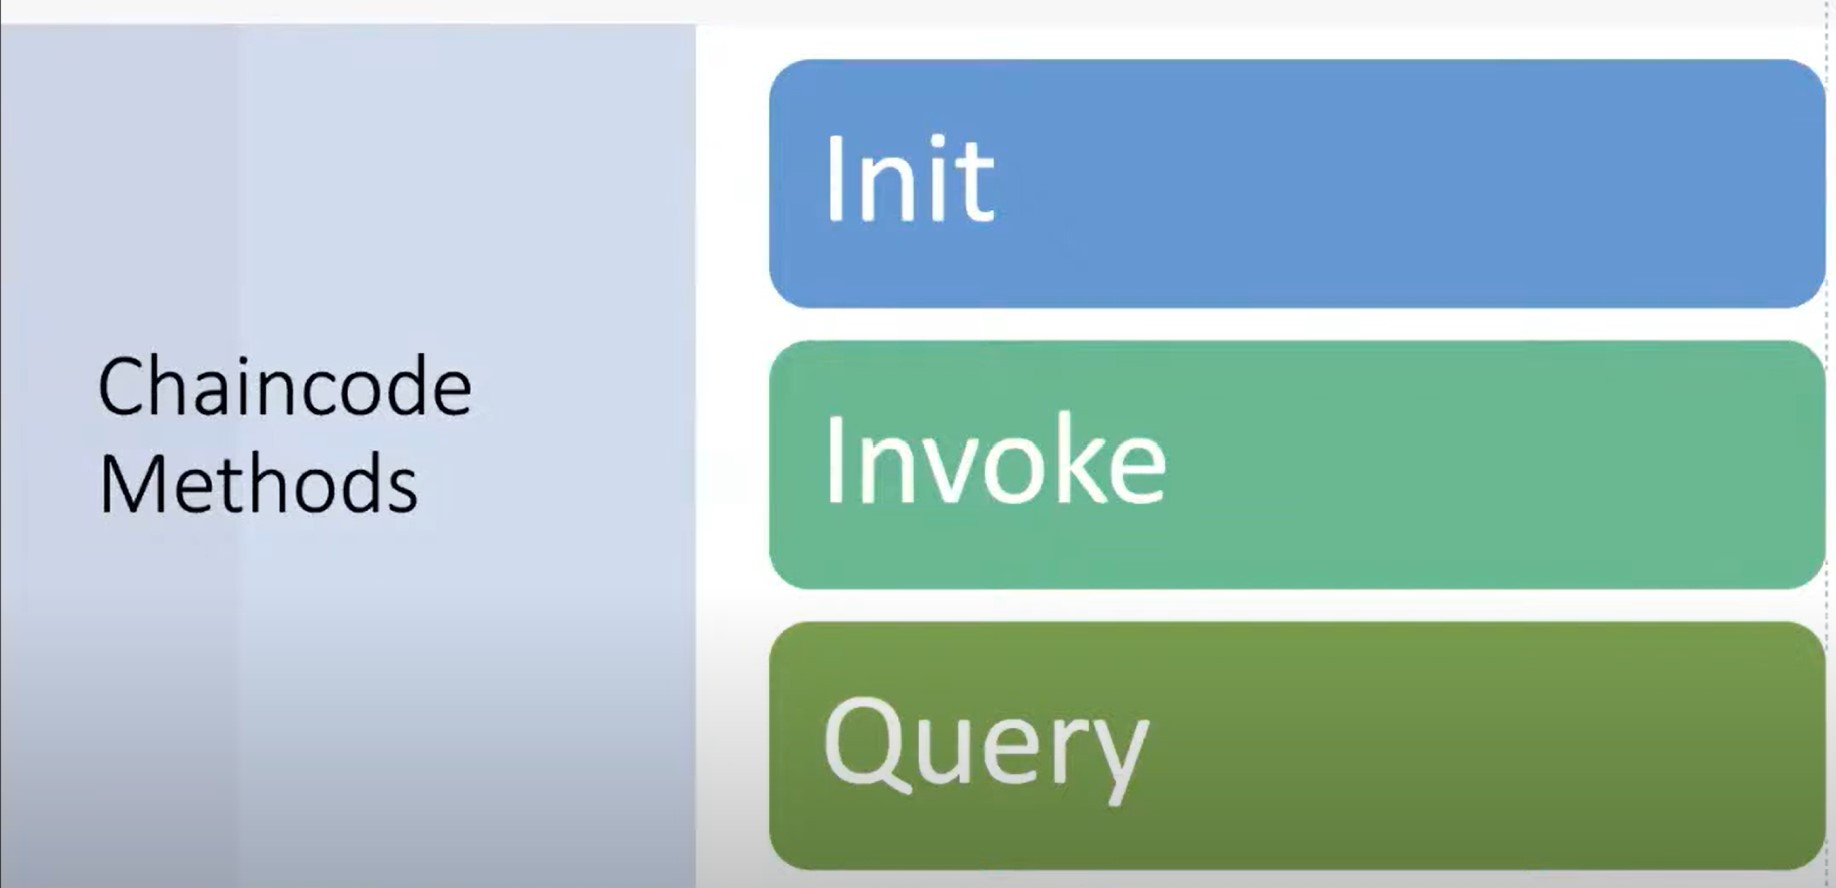 Chaincode
Methods
Init
Invoke
Query